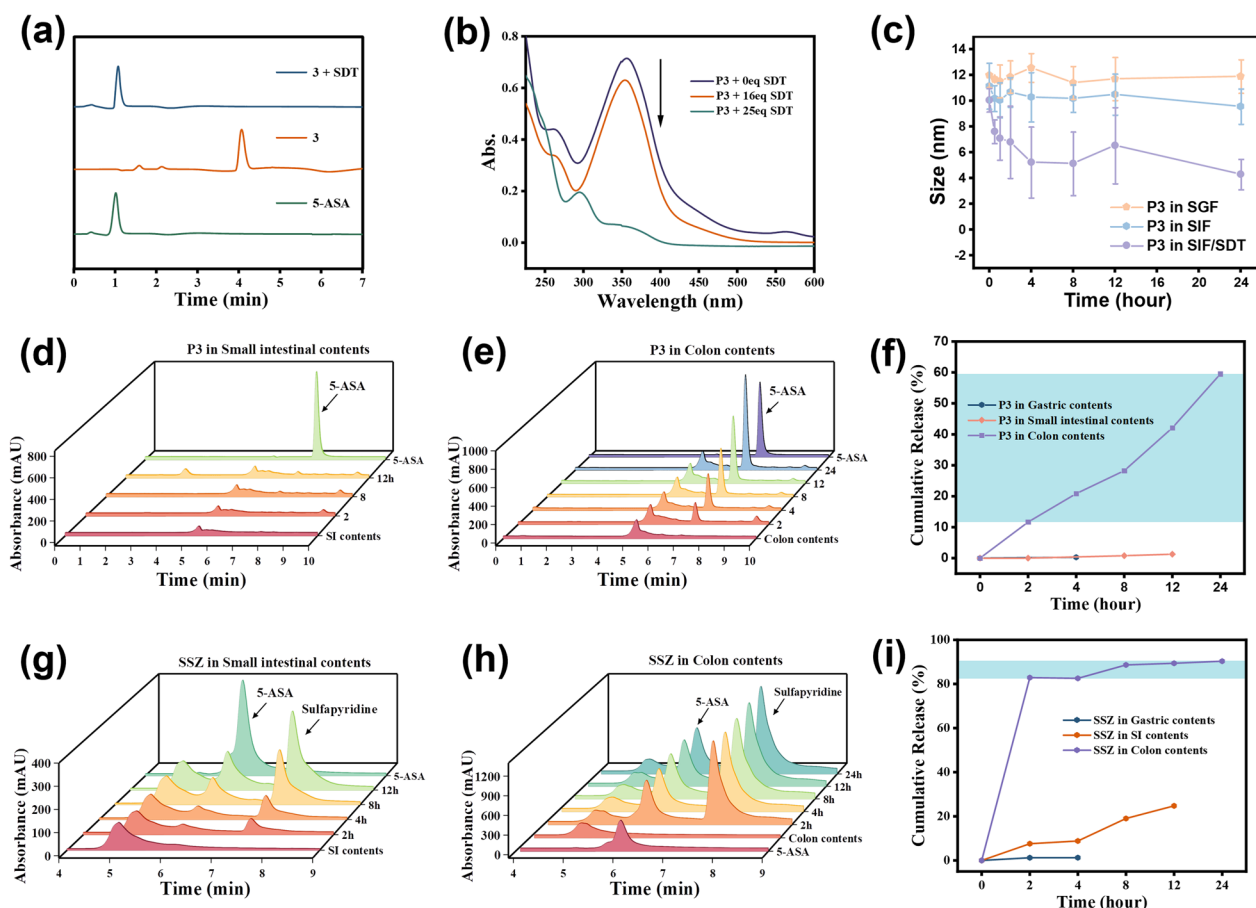 (a)
3 + SDT
3
5-ASA
0 1 2 3 4 5 6 7
Time (min)
(b)
0.8
0.6
0.4
0.2
0.0
Abs.
P3 + 0eq SDT
P3 + 16eq SDT
P3 + 25eq SDT
250 300 350 400 450 500 550 600
Wavelength (nm)
(c)
14
12
10
8
6
4
2
0
-2
Size (nm)
P3 in SGF
P3 in SIF
P3 in SIF/SDT
0 4 8 12 16 20 24
Time (hour)
(d)
P3 in Small intestinal contents
5-ASA
800
600
400
200
0
Absorbance (mAU)
5-ASA
12h
8
2
SI contents
0 1 2 3 4 5 6 7 8 9 10
Time (min)
(e)
P3 in Colon contents
5-ASA
1000
800
600
400
200
0
Absorbance (mAU)
5-ASA
24
12
8
4
2
Colon contents
0 1 2 3 4 5 6 7 8 9 10
Time (min)
(f)
70
60
50
40
30
20
10
0
Cumulative Release (%)
P3 in Gastric contents
P3 in Small intestinal contents
P3 in Colon contents
0 2 4 8 12 24
Time (hour)
(g)
SSZ in Small intestinal contents
5-ASA
Sulfapyridine
400
300
200
100
0
Absorbance (mAU)
5-ASA
12h
8h
4h
2h
SI contents
4 5 6 7 8 9
Time (min)
(h)
SSZ in Colon contents
5-ASA
Sulfapyridine
1200
900
600
300
0
Absorbance (mAU)
24h
12h
8h
4h
2h
Colon contents
5-ASA
4 5 6 7 8 9
Time (min)
(i)
100
80
60
40
20
0
Cumulative Release (%)
SSZ in Gastric contents
SSZ in SI contents
SSZ in Colon contents
0 2 4 8 12 24
Time (hour)